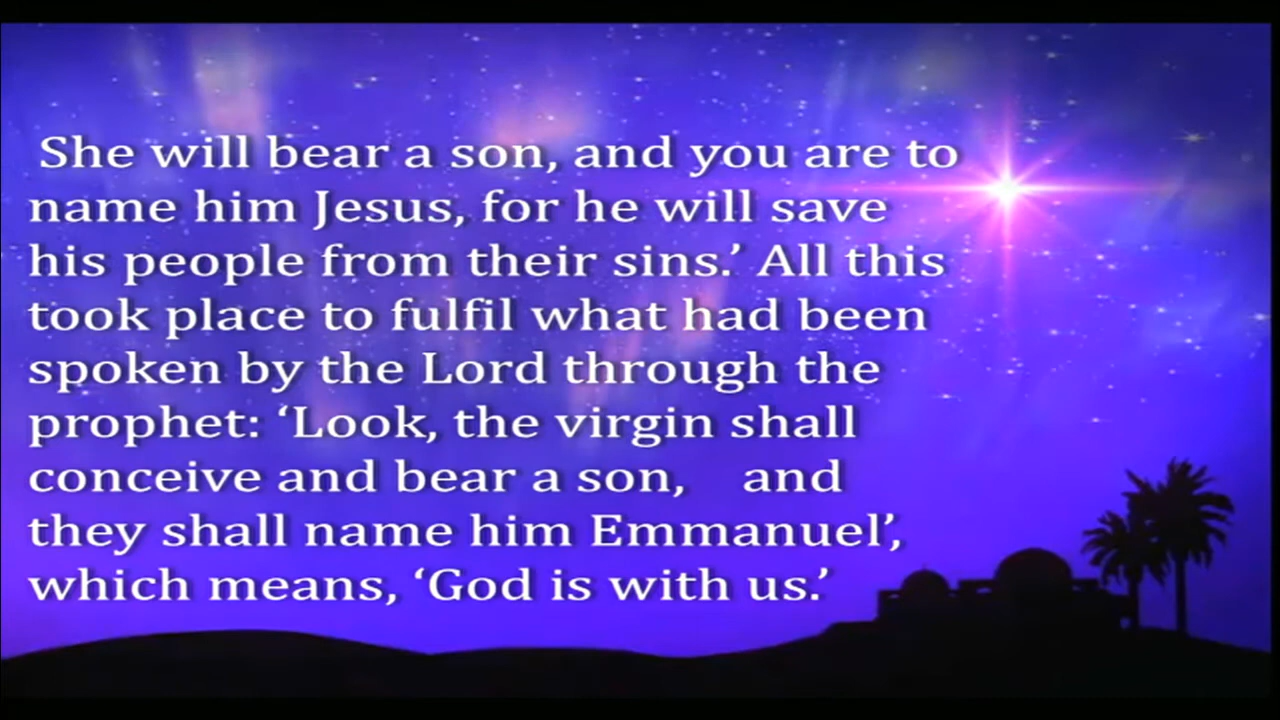 She will bear a son, and you are to
name him Jesus, for he will save
his people from their sins.’ All this
took place to fulfil what had been
spoken by the Lord through the
prophet: ‘Look, the virgin shall
conceive and bear a son,    and
they shall name him Emmanuel’,
which means, ‘God is with us.’